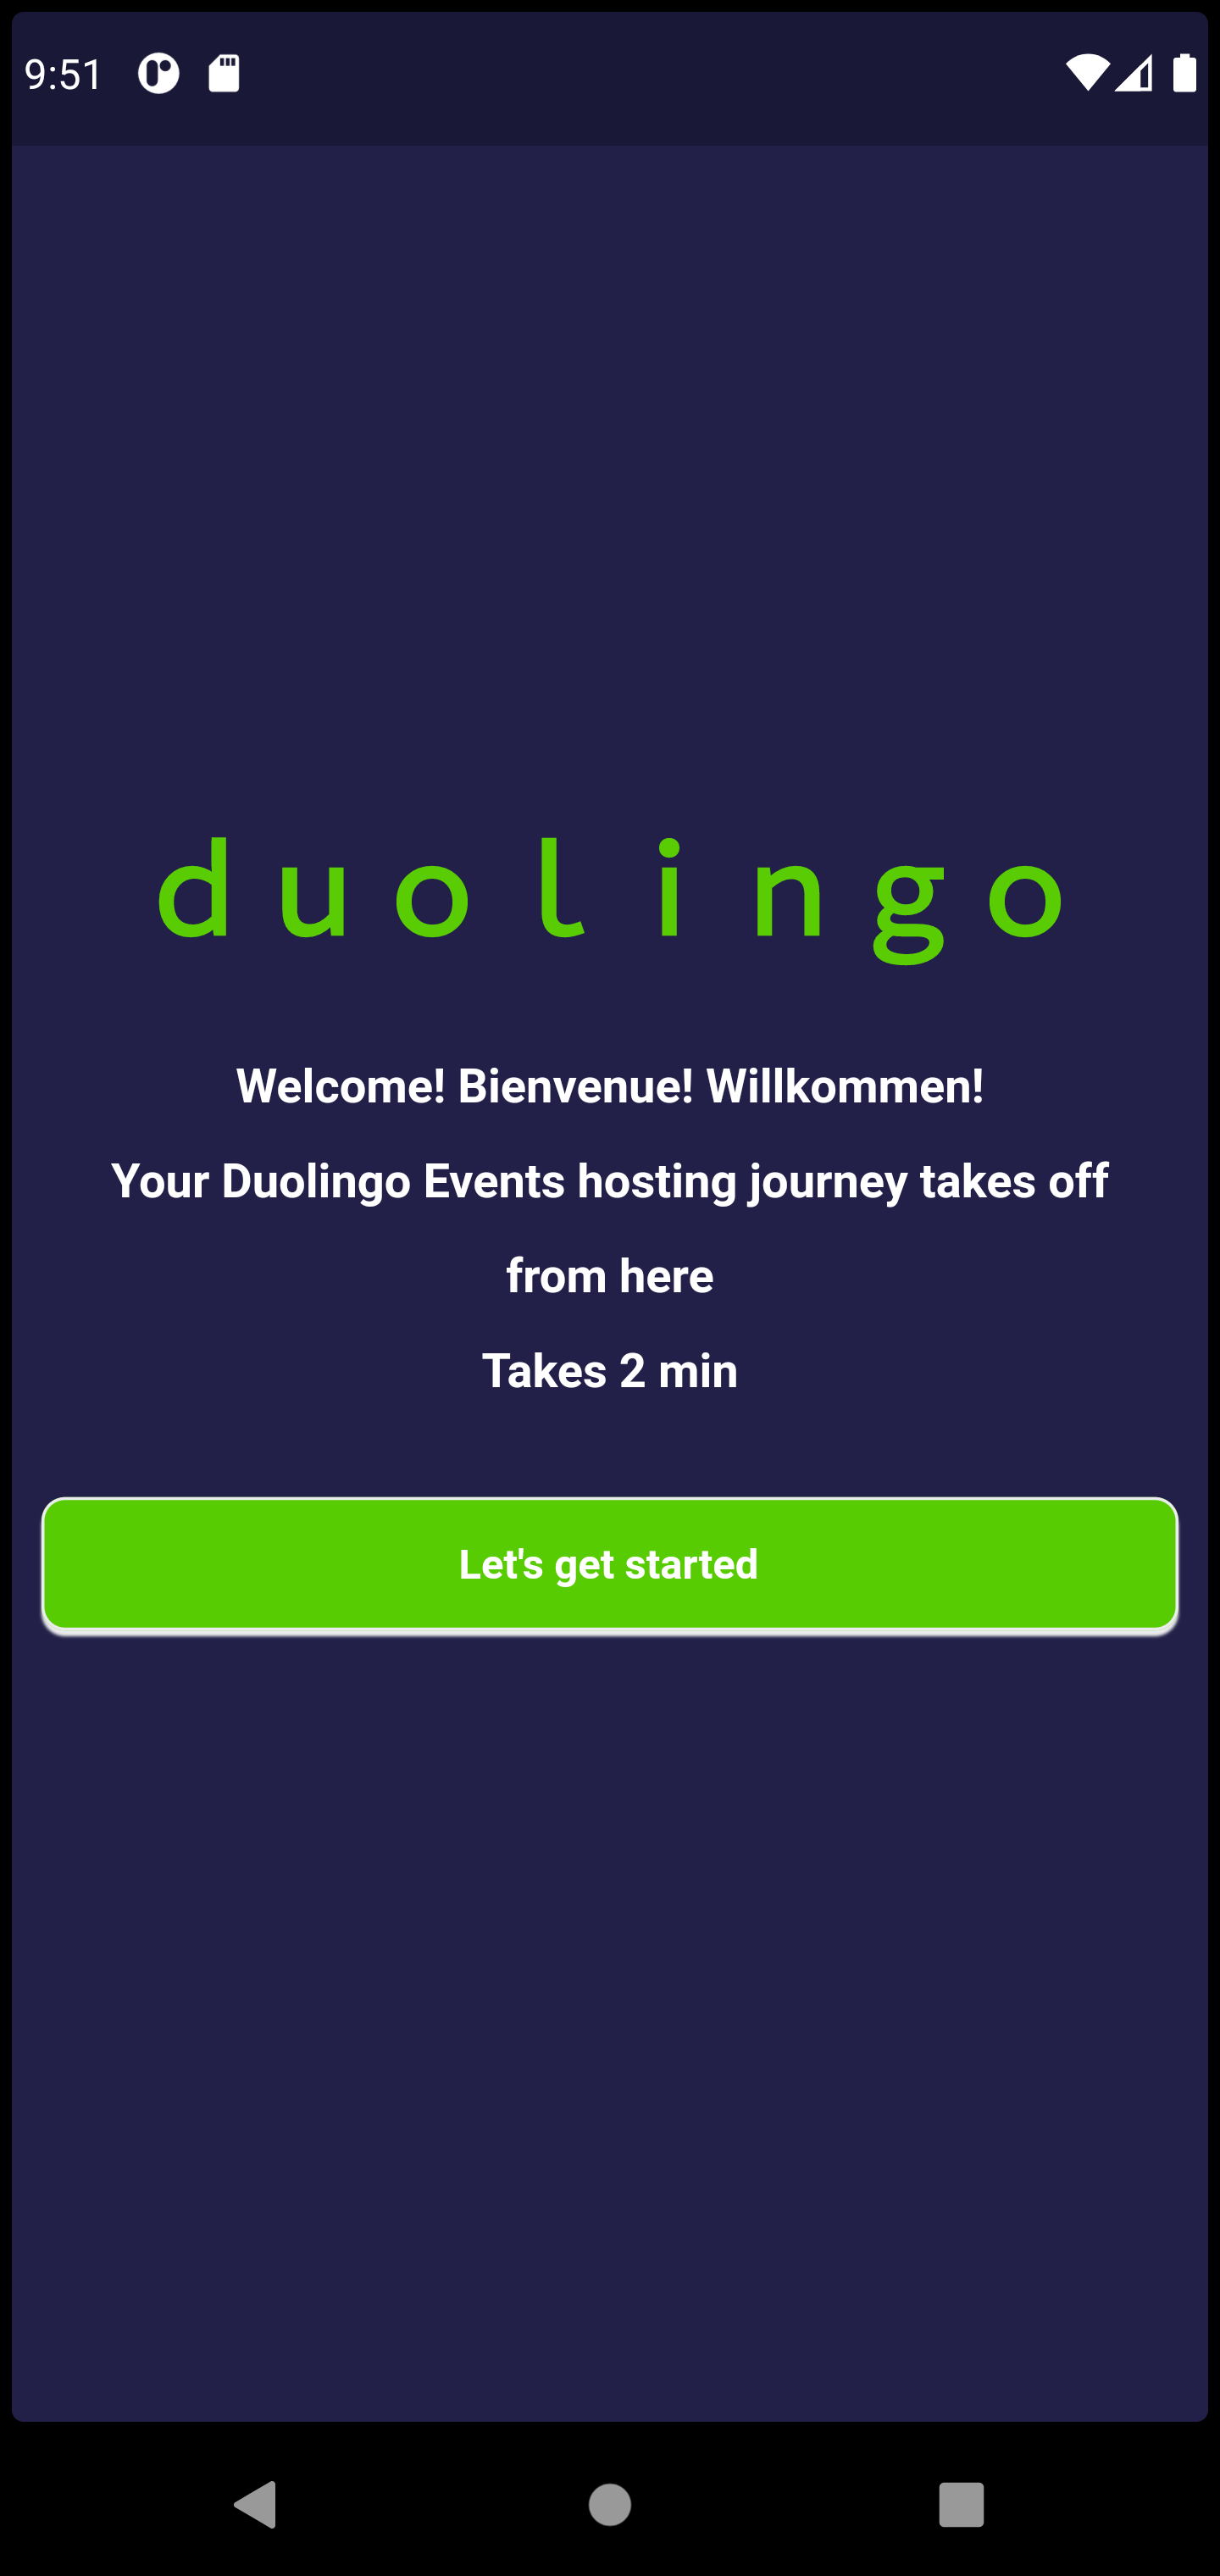 9:51
duolingo
Welcome! Bienvenue! Willkommen!
Your Duolingo Events hosting journey takes off
from here
Takes 2 min
Let's get started